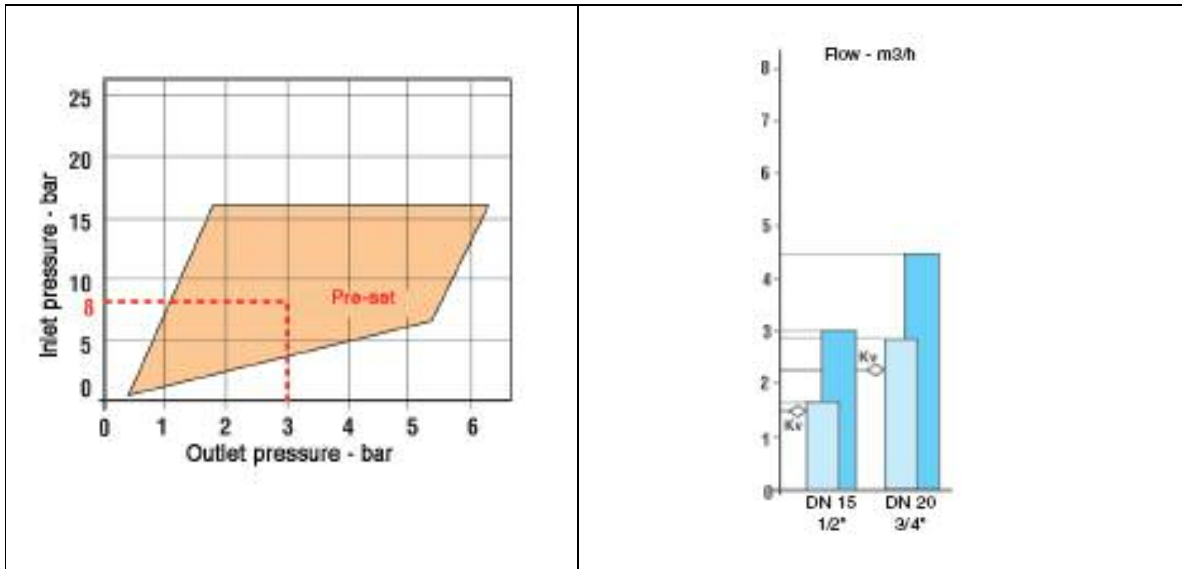 25
20
15
10
8
5
0
Inlet pressure - bar
Pre-set
0 1 2 3 4 5 6
Outlet pressure - bar
Flow - m3/h
8
7
6
5
4
3
2
1
0
Kv
Kv
DN 15 DN 20
1/2" 3/4"